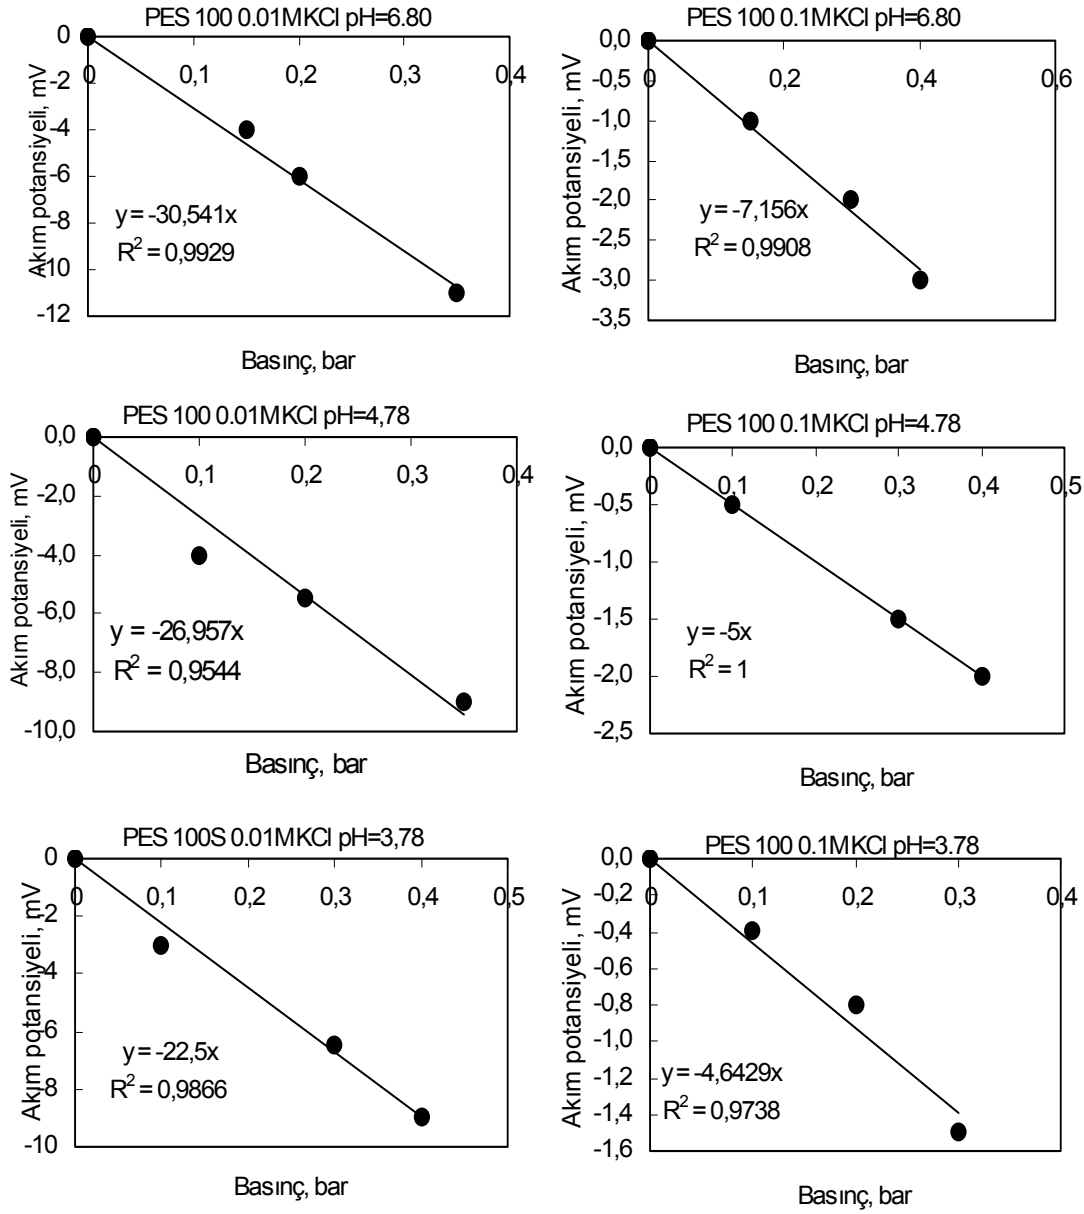 PES 100 0.01MKCl pH=6.80
Akım potansiyeli, mV
0
-2
-4
-6
-8
-10
-12
0 0,1 0,2 0,3 0,4
y = -30,541x
R² = 0,9929
Basınç, bar
PES 100 0.1MKCl pH=6.80
Akım potansiyeli, mV
0,0
-0,5
-1,0
-1,5
-2,0
-2,5
-3,0
-3,5
0 0,2 0,4 0,6
y = -7,156x
R² = 0,9908
Basınç, bar
PES 100 0.01MKCl pH=4,78
Akım potansiyeli, mV
0,0
-2,0
-4,0
-6,0
-8,0
-10,0
0 0,1 0,2 0,3 0,4
y = -26,957x
R² = 0,9544
Basınç, bar
PES 100 0.1MKCl pH=4.78
Akım potansiyeli, mV
0,0
-0,5
-1,0
-1,5
-2,0
-2,5
0 0,1 0,2 0,3 0,4 0,5
y = -5x
R² = 1
Basınç, bar
PES 100S 0.01MKCl pH=3,78
Akım potansiyeli, mV
0
-2
-4
-6
-8
-10
0 0,1 0,2 0,3 0,4 0,5
y = -22,5x
R² = 0,9866
Basınç, bar
PES 100 0.1MKCl pH=3.78
Akım potansiyeli, mV
0,0
-0,2
-0,4
-0,6
-0,8
-1,0
-1,2
-1,4
-1,6
0 0,1 0,2 0,3 0,4
y = -4,6429x
R² = 0,9738
Basınç, bar